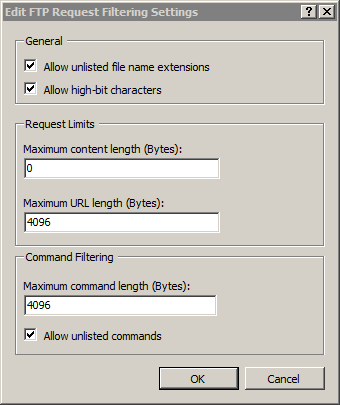 Edit FTP Request Filtering Settings
General
Allow unlisted file name extensions
Allow high-bit characters
Request Limits
Maximum content length (Bytes):
0
Maximum URL length (Bytes):
4096
Command Filtering
Maximum command length (Bytes):
4096
Allow unlisted commands
OK Cancel